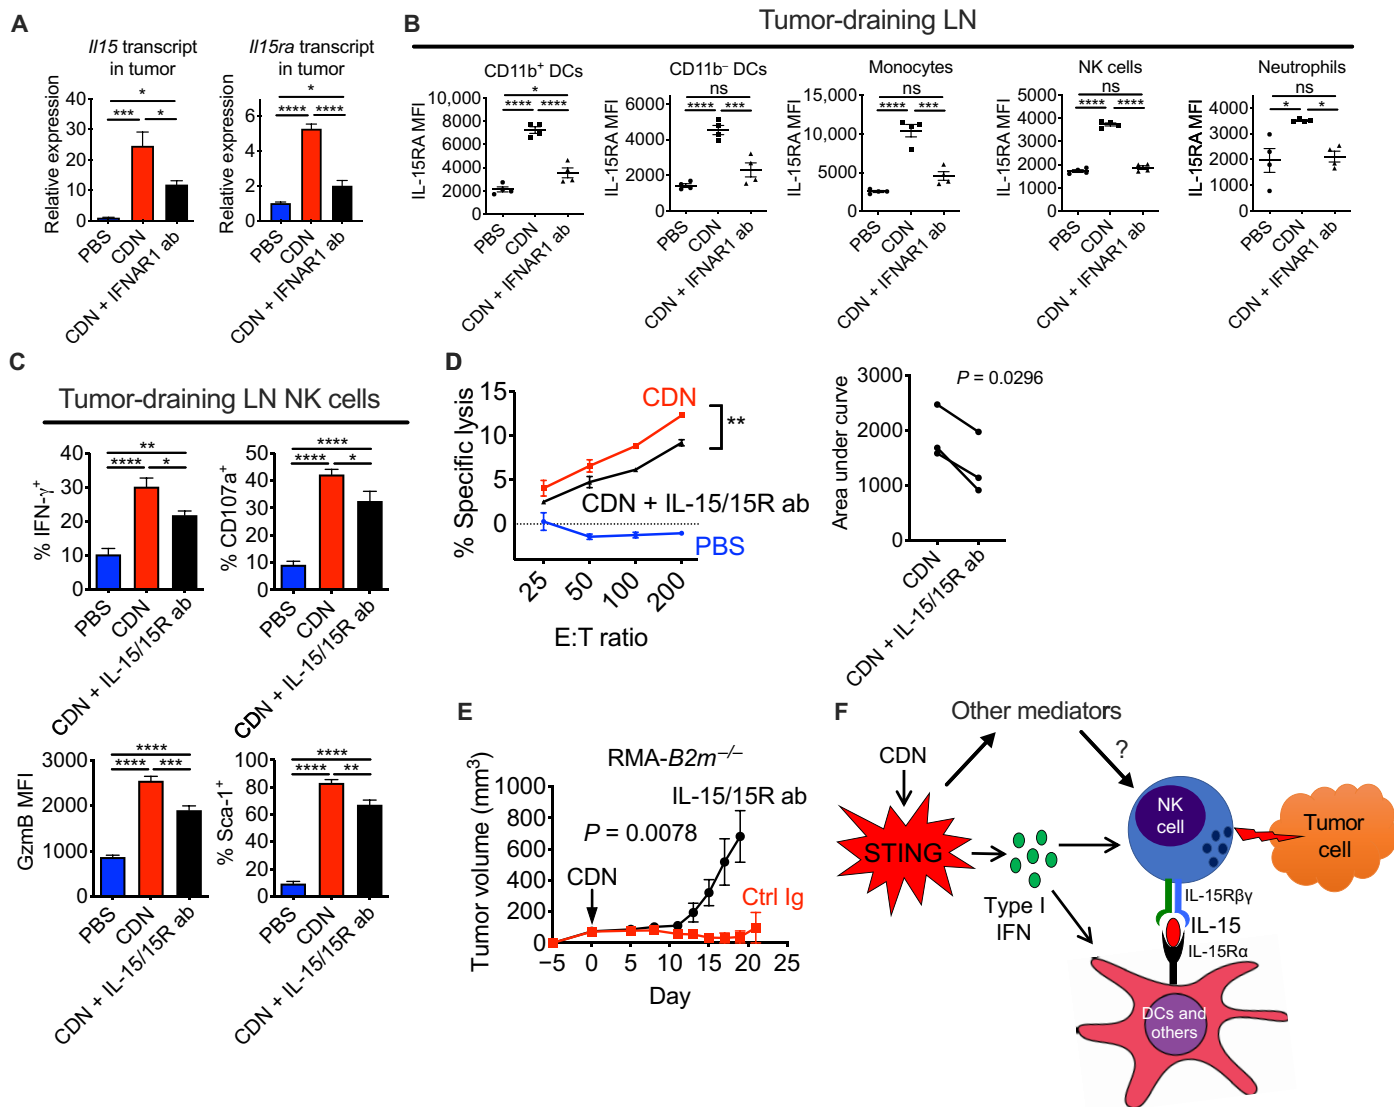 A
Il15 transcript
in tumor
Relative expression
40
30
20
10
0
*
***
*
PBS
CDN
CDN + IFNAR1 ab
Il15ra transcript
in tumor
Relative expression
8
6
4
2
0
*
****
****
PBS
CDN
CDN + IFNAR1 ab
B
Tumor-draining LN
CD11b+ DCs
IL-15RA MFI
10,000
8000
6000
4000
2000
0
*
****
****
PBS
CDN
CDN + IFNAR1 ab
CD11b– DCs
IL-15RA MFI
6000
4000
2000
0
ns
****
***
PBS
CDN
CDN + IFNAR1 ab
Monocytes
IL-15RA MFI
15,000
10,000
5000
0
ns
****
***
PBS
CDN
CDN + IFNAR1 ab
NK cells
IL-15RA MFI
5000
4000
3000
2000
1000
0
ns
****
****
PBS
CDN
CDN + IFNAR1 ab
Neutrophils
IL-15RA MFI
5000
4000
3000
2000
1000
0
ns
*
*
PBS
CDN
CDN + IFNAR1 ab
C
Tumor-draining LN NK cells
% IFN-γ+
40
30
20
10
0
**
****
*
PBS
CDN
CDN + IL-15/15R ab
% CD107a+
50
40
30
20
10
0
****
****
*
PBS
CDN
CDN + IL-15/15R ab
GzmB MFI
3000
2000
1000
0
****
****
***
PBS
CDN
CDN + IL-15/15R ab
% Sca-1+
100
80
60
40
20
0
****
****
**
PBS
CDN
CDN + IL-15/15R ab
D
% Specific lysis
15
10
5
0
CDN
**
CDN + IL-15/15R ab
PBS
25
50
100
200
E:T ratio
Area under curve
3000
2000
1000
0
P = 0.0296
CDN
CDN + IL-15/15R ab
E
RMA-B2m–/–
Tumor volume (mm3)
1000
800
600
400
200
0
IL-15/15R ab
P = 0.0078
CDN
Ctrl Ig
–5
0
5
10
15
20
25
Day
F
Other mediators
?
CDN
STING
Type I
IFN
NK
cell
Tumor
cell
IL-15Rβγ
IL-15
IL-15Rα
DCs and
others